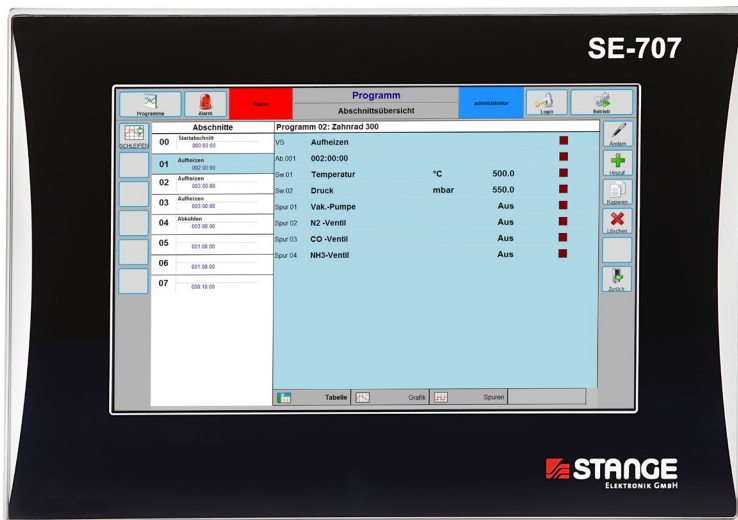 SE-707
Programme
Alarm
Alarm
Programm
Abschnittsübersicht
administrator
Login
Betrieb
SCHLEIFEN
Abschnitte
00 Startabschnitt
000:00:00
01 Aufheizen
002:00:00
02 Aufheizen
003:00:00
03 Aufheizen
003:00:00
04 Abkühlen
003:00:00
05
001:00:00
06
001:00:00
07
000:10:00
Programm 02: Zahnrad 300
VS Aufheizen
Ab.001 002:00:00
Sw.01 Temperatur °C 500.0
Sw.02 Druck mbar 550.0
Spur 01 Vak.-Pumpe Aus
Spur 02 N2 -Ventil Aus
Spur 03 CO -Ventil Aus
Spur 04 NH3-Ventil Aus
Ändern
Hinzuf.
Kopieren
Löschen
Zurück
Tabelle Grafik Spuren
STANGE
ELEKTRONIK GMBH